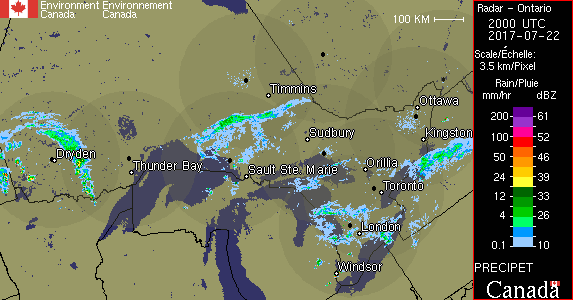 Environment Environnement
Canada Canada
100 KM
Timmins
Ottawa
Sudbury
Kingston
Dryden
Thunder Bay
Sault Ste. Marie
Orillia
Toronto
London
Windsor
Radar - Ontario
2000 UTC
2017-07-22
Scale/Échelle:
3.5 km/Pixel
Rain/Pluie
mm/hr dBZ
200 61
100 52
50 46
24 39
12 33
4 26
0.1 10
PRECIPET
Canada